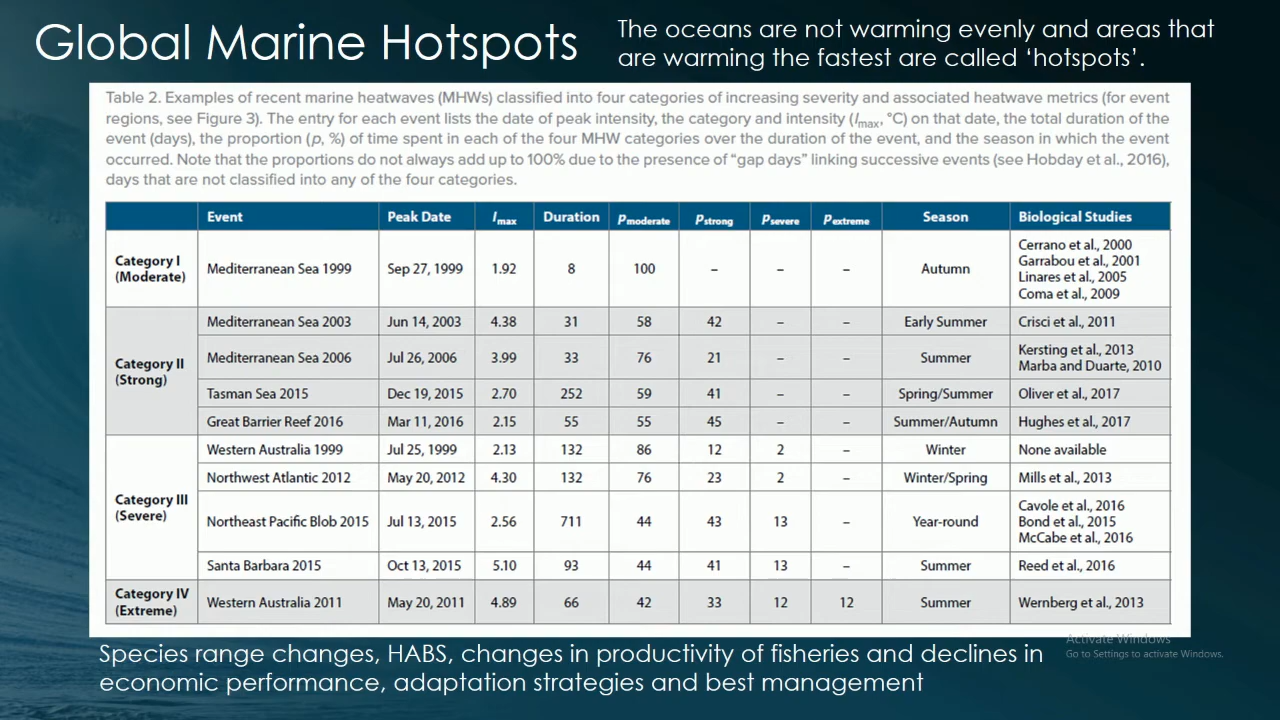 Global Marine Hotspots
The oceans are not warming evenly and areas that
are warming the fastest are called ‘hotspots’.
Table 2. Examples of recent marine heatwaves (MHWs) classified into four categories of increasing severity and associated heatwave metrics (for event
regions, see Figure 3). The entry for each event lists the date of peak intensity, the category and intensity (Imax, °C) on that date, the total duration of the
event (days), the proportion (p, %) of time spent in each of the four MHW categories over the duration of the event, and the season in which the event
occurred. Note that the proportions do not always add up to 100% due to the presence of “gap days” linking successive events (see Hobday et al., 2016),
days that are not classified into any of the four categories.
Event Peak Date Imax Duration Pmoderate Pstrong Psevere Pextreme Season Biological Studies
Category I
(Moderate)
Mediterranean Sea 1999 Sep 27, 1999 1.92 8 100 – – – Autumn
Cerrano et al., 2000
Garrabou et al., 2001
Linares et al., 2005
Coma et al., 2009
Category II
(Strong)
Mediterranean Sea 2003 Jun 14, 2003 4.38 31 58 42 – – Early Summer Crisci et al., 2011
Mediterranean Sea 2006 Jul 26, 2006 3.99 33 76 21 – – Summer
Kersting et al., 2013
Marba and Duarte, 2010
Tasman Sea 2015 Dec 19, 2015 2.70 252 59 41 – – Spring/Summer Oliver et al., 2017
Great Barrier Reef 2016 Mar 11, 2016 2.15 55 55 45 – – Summer/Autumn Hughes et al., 2017
Category III
(Severe)
Western Australia 1999 Jul 25, 1999 2.13 132 86 12 2 – Winter None available
Northwest Atlantic 2012 May 20, 2012 4.30 132 76 23 2 – Winter/Spring Mills et al., 2013
Northeast Pacific Blob 2015 Jul 13, 2015 2.56 711 44 43 13 – Year-round
Cavole et al., 2016
Bond et al., 2015
McCabe et al., 2016
Santa Barbara 2015 Oct 13, 2015 5.10 93 44 41 13 – Summer Reed et al., 2016
Category IV
(Extreme)
Western Australia 2011 May 20, 2011 4.89 66 42 33 12 12 Summer Wernberg et al., 2013
Activate Windows
Go to Settings to activate Windows.
Species range changes, HABS, changes in productivity of fisheries and declines in
economic performance, adaptation strategies and best management